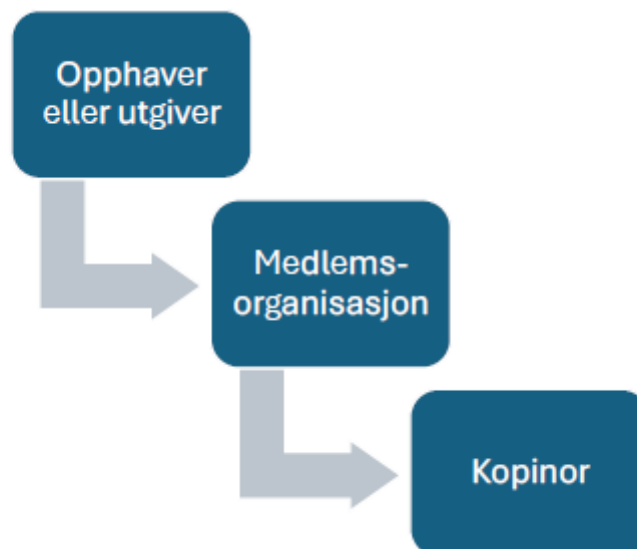 Opphaver
eller utgiver
Medlems-
organisasjon
Kopinor